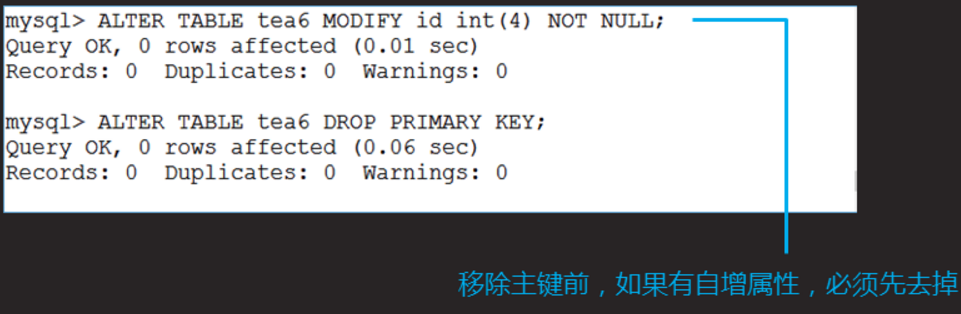 mysql> ALTER TABLE tea6 MODIFY id int(4) NOT NULL;
Query OK, 0 rows affected (0.01 sec)
Records: 0  Duplicates: 0  Warnings: 0
mysql> ALTER TABLE tea6 DROP PRIMARY KEY;
Query OK, 0 rows affected (0.06 sec)
Records: 0  Duplicates: 0  Warnings: 0
移除主键前，如果有自增属性，必须先去掉